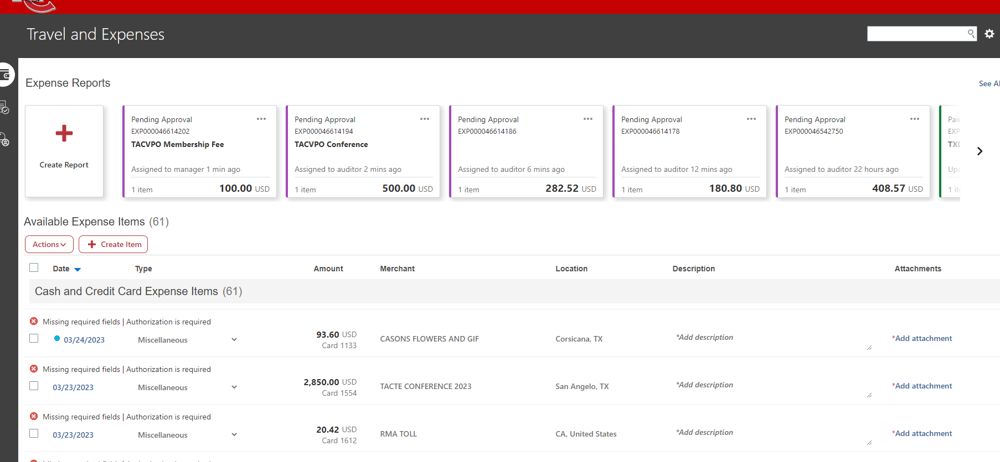 Travel and Expenses
Expense Reports
See Al
Create Report
Pending Approval
EXP000046614202
TACVPO Membership Fee
Assigned to manager 1 min ago
1 item 100.00 USD
Pending Approval
EXP000046614194
TACVPO Conference
Assigned to auditor 2 mins ago
1 item 500.00 USD
Pending Approval
EXP000046614186
Assigned to auditor 6 mins ago
1 item 282.52 USD
Pending Approval
EXP000046614178
Assigned to auditor 12 mins ago
1 item 180.80 USD
Pending Approval
EXP000046542750
Assigned to auditor 22 hours ago
1 item 408.57 USD
Paid
EXP
Available Expense Items (61)
Actions Create Item
Date Type Amount Merchant Location Description Attachments
Cash and Credit Card Expense Items (61)
Missing required fields | Authorization is required
03/24/2023 Miscellaneous 93.60 USD CASONS FLOWERS AND GIF Corsicana, TX *Add description *Add attachment
Card 1133
Missing required fields | Authorization is required
03/23/2023 Miscellaneous 2,850.00 USD TACTE CONFERENCE 2023 San Angelo, TX *Add description *Add attachment
Card 1554
Missing required fields | Authorization is required
03/23/2023 Miscellaneous 20.42 USD RMA TOLL CA, United States *Add description *Add attachment
Card 1612